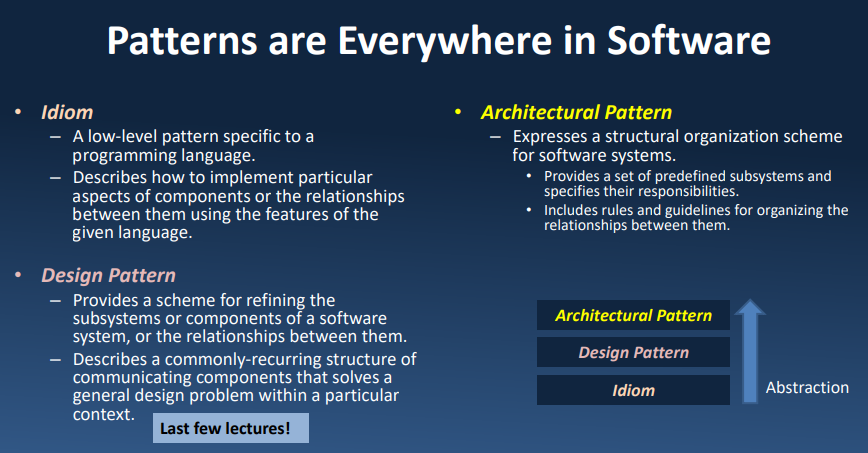 Patterns are Everywhere in Software
• Idiom
– A low-level pattern specific to a
programming language.
– Describes how to implement particular
aspects of components or the relationships
between them using the features of the
given language.
• Design Pattern
– Provides a scheme for refining the
subsystems or components of a software
system, or the relationships between them.
– Describes a commonly-recurring structure of
communicating components that solves a
general design problem within a particular
context.
Last few lectures!
• Architectural Pattern
– Expresses a structural organization scheme
for software systems.
• Provides a set of predefined subsystems and
specifies their responsibilities.
• Includes rules and guidelines for organizing the
relationships between them.
Architectural Pattern
Design Pattern
Idiom
Abstraction